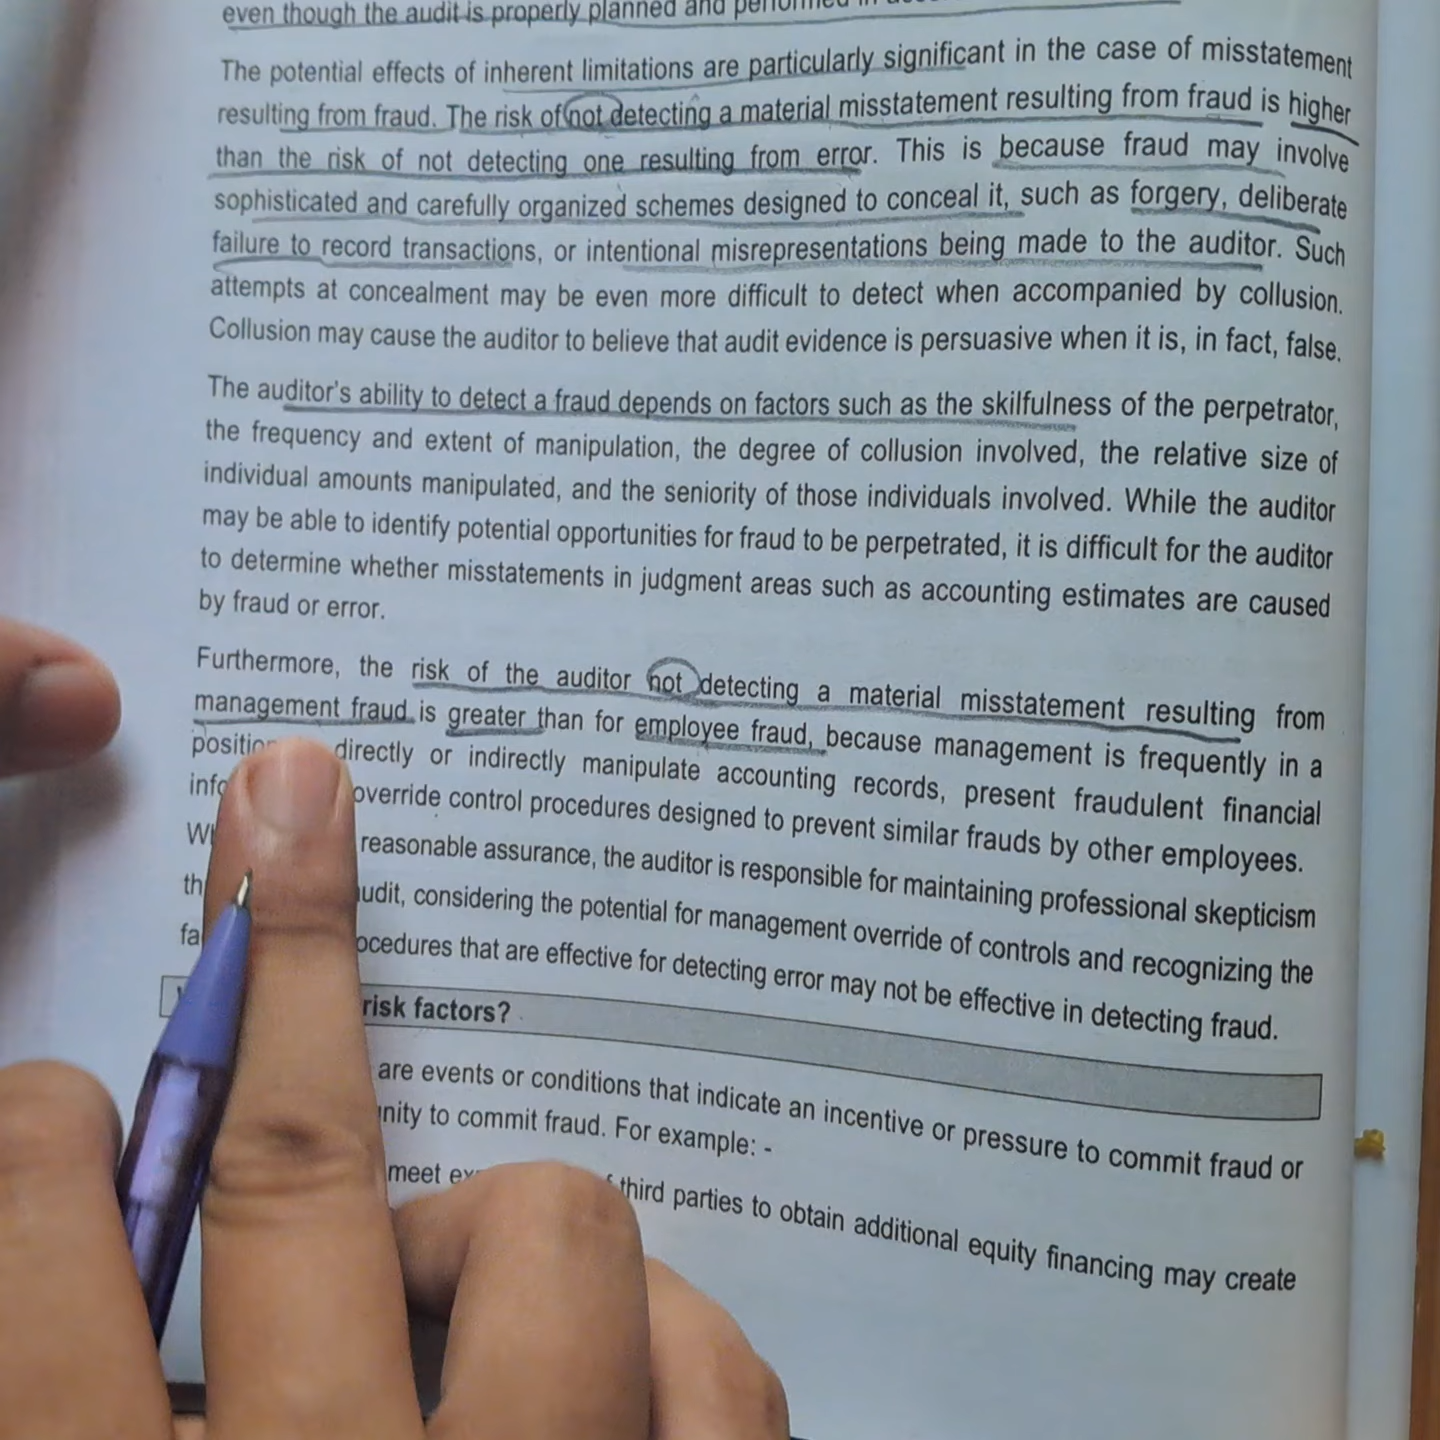 even though the audit is properly planned and performed in
The potential effects of inherent limitations are particularly significant in the case of misstatement
resulting from fraud. The risk of not detecting a material misstatement resulting from fraud is higher
than the risk of not detecting one resulting from error. This is because fraud may involve
sophisticated and carefully organized schemes designed to conceal it, such as forgery, deliberate
failure to record transactions, or intentional misrepresentations being made to the auditor. Such
attempts at concealment may be even more difficult to detect when accompanied by collusion.
Collusion may cause the auditor to believe that audit evidence is persuasive when it is, in fact, false.
The auditor's ability to detect a fraud depends on factors such as the skilfulness of the perpetrator,
the frequency and extent of manipulation, the degree of collusion involved, the relative size of
individual amounts manipulated, and the seniority of those individuals involved. While the auditor
may be able to identify potential opportunities for fraud to be perpetrated, it is difficult for the auditor
to determine whether misstatements in judgment areas such as accounting estimates are caused
by fraud or error.
Furthermore, the risk of the auditor not detecting a material misstatement resulting from
management fraud is greater than for employee fraud, because management is frequently in a
directly or indirectly manipulate accounting records, present fraudulent financial
override control procedures designed to prevent similar frauds by other employees.
reasonable assurance, the auditor is responsible for maintaining professional skepticism
considering the potential for management override of controls and recognizing the
that are effective for detecting error may not be effective in detecting fraud.
risk factors?
are events or conditions that indicate an incentive or pressure to commit fraud or
to commit fraud. For example: -
meet third parties to obtain additional equity financing may create